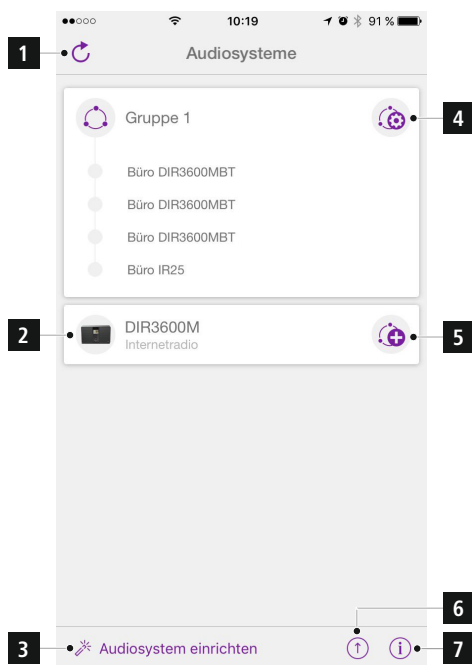 10:19
91 %
1
Audiosysteme
Gruppe 1
4
Büro DIR3600MBT
Büro DIR3600MBT
Büro DIR3600MBT
Büro IR25
2
DIR3600M
Internetradio
5
6
3
Audiosystem einrichten
i
7